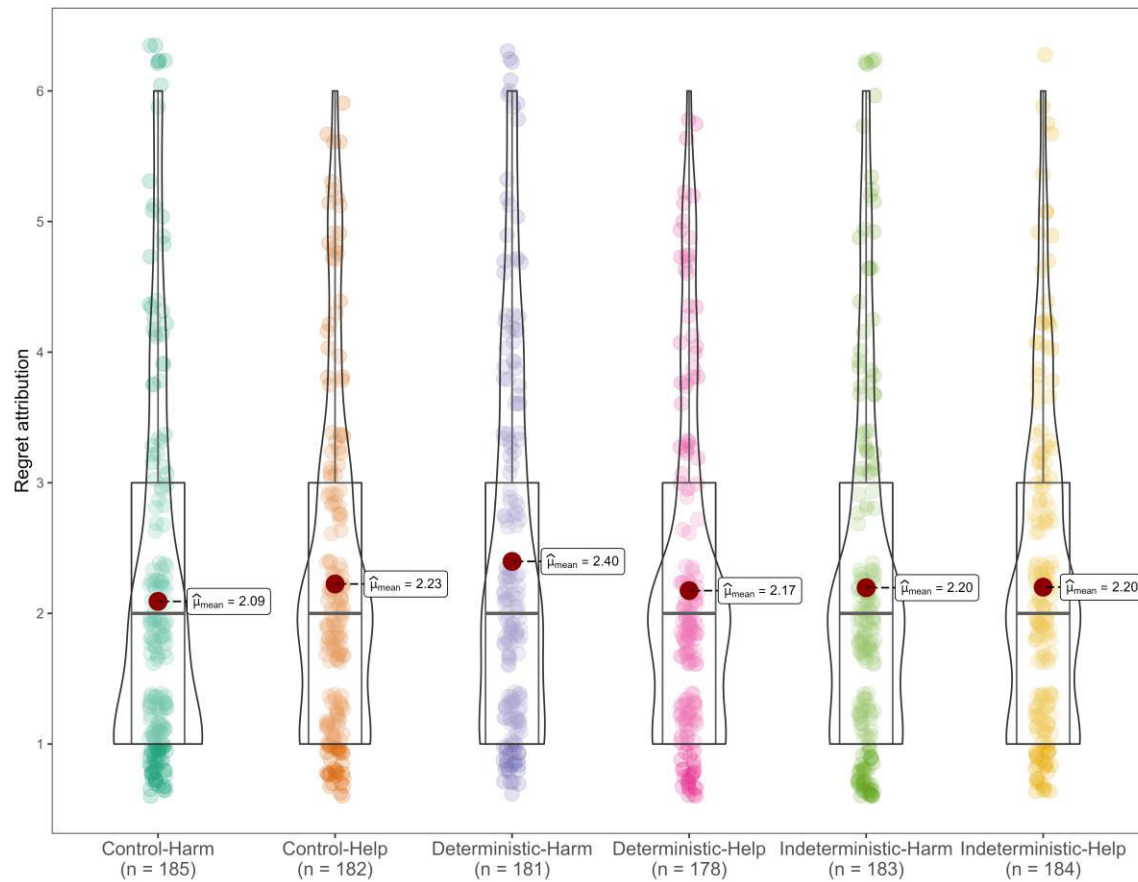 6
5
4
3
2
1
Regret attribution
μ̂mean = 2.09
μ̂mean = 2.23
μ̂mean = 2.40
μ̂mean = 2.17
μ̂mean = 2.20
μ̂mean = 2.20
Control-Harm Control-Help Deterministic-Harm Deterministic-Help Indeterministic-Harm Indeterministic-Help
(n = 185) (n = 182) (n = 181) (n = 178) (n = 183) (n = 184)